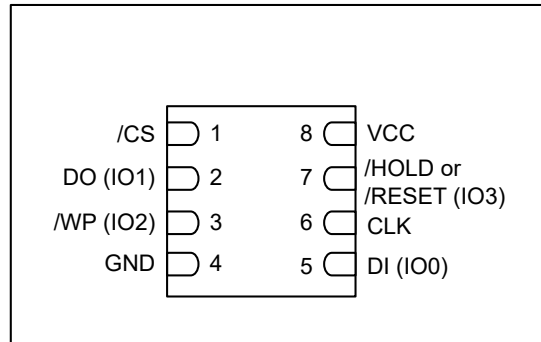 /CS 1 8 VCC
DO (IO1) 2 7 /HOLD or
/RESET (IO3)
/WP (IO2) 3 6 CLK
GND 4 5 DI (IO0)